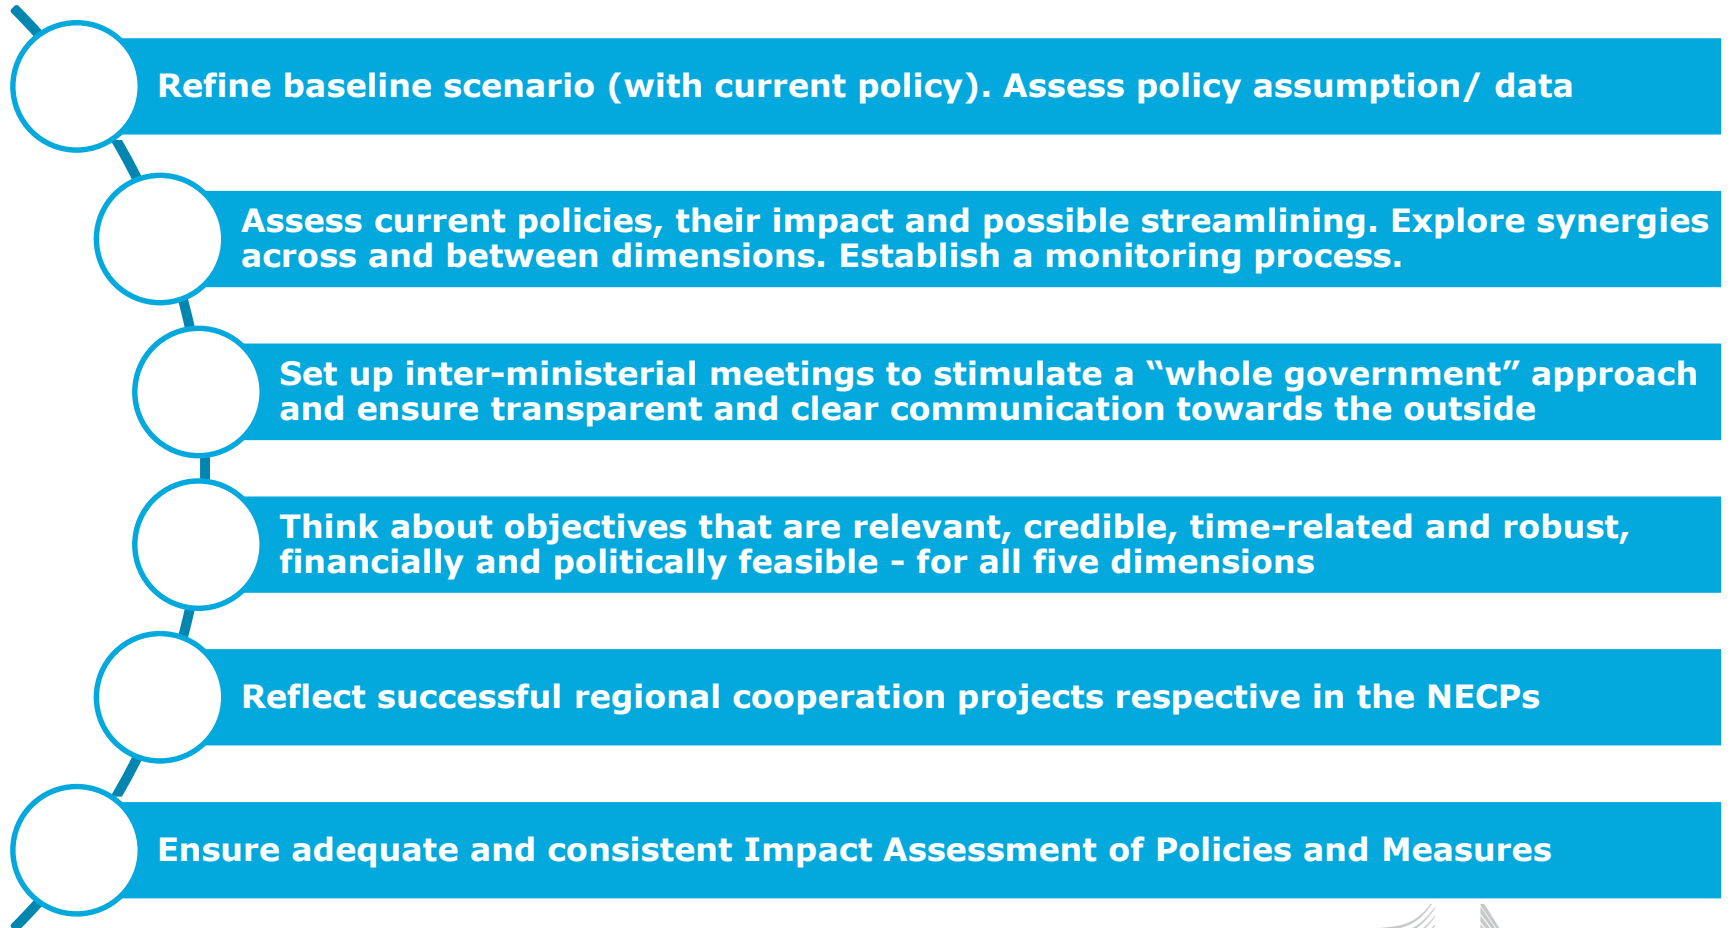 Refine baseline scenario (with current policy). Assess policy assumption/ data
Assess current policies, their impact and possible streamlining. Explore synergies
across and between dimensions. Establish a monitoring process.
Set up inter-ministerial meetings to stimulate a “whole government” approach
and ensure transparent and clear communication towards the outside
Think about objectives that are relevant, credible, time-related and robust,
financially and politically feasible - for all five dimensions
Reflect successful regional cooperation projects respective in the NECPs
Ensure adequate and consistent Impact Assessment of Policies and Measures